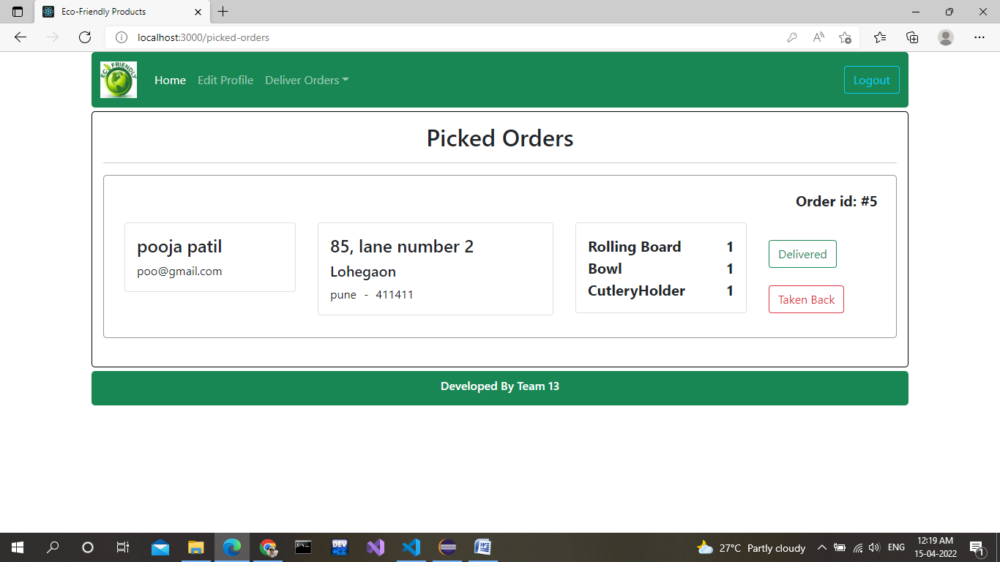 Eco-Friendly Products
localhost:3000/picked-orders
ECO FRIENDLY
Home Edit Profile Deliver Orders Logout
Picked Orders
Order id: #5
pooja patil
poo@gmail.com
85, lane number 2
Lohegaon
pune - 411411
Rolling Board 1
Bowl 1
CutleryHolder 1
Delivered
Taken Back
Developed By Team 13
DEV
27°C Partly cloudy ENG 12:19 AM
15-04-2022
1